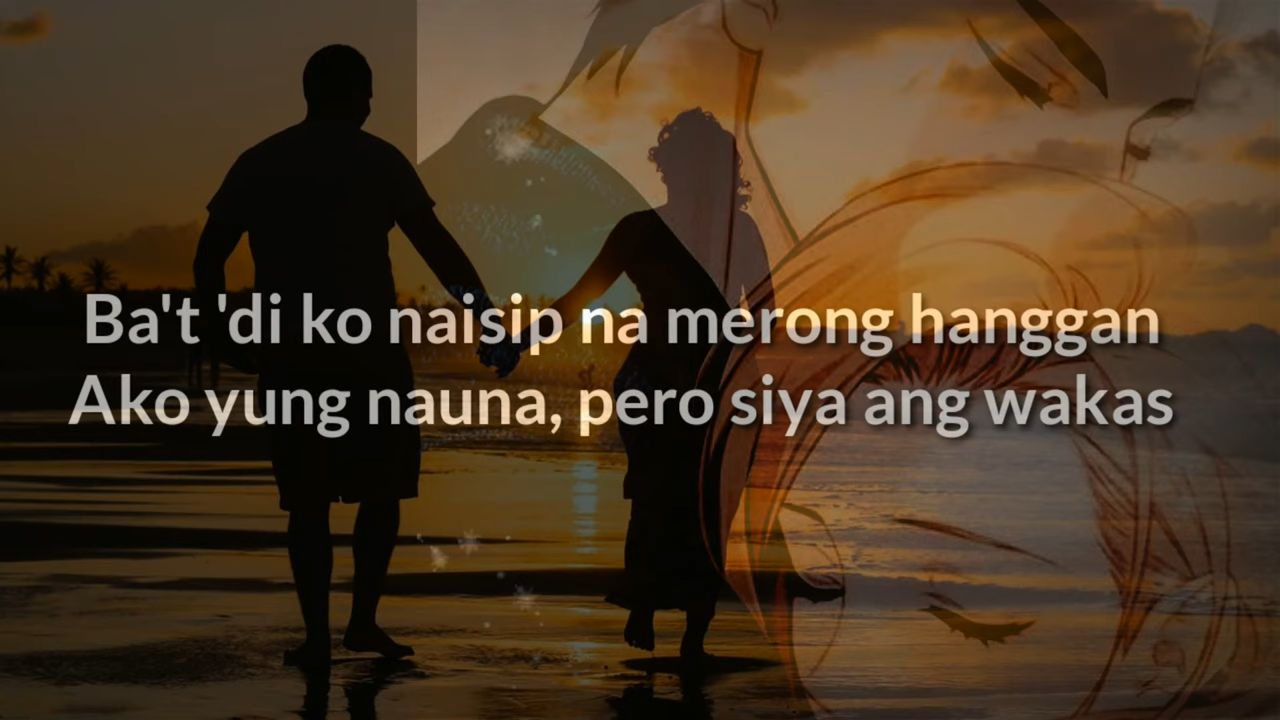 Ba't 'di ko naisip na merong hanggan
Ako yung nauna, pero siya ang wakas